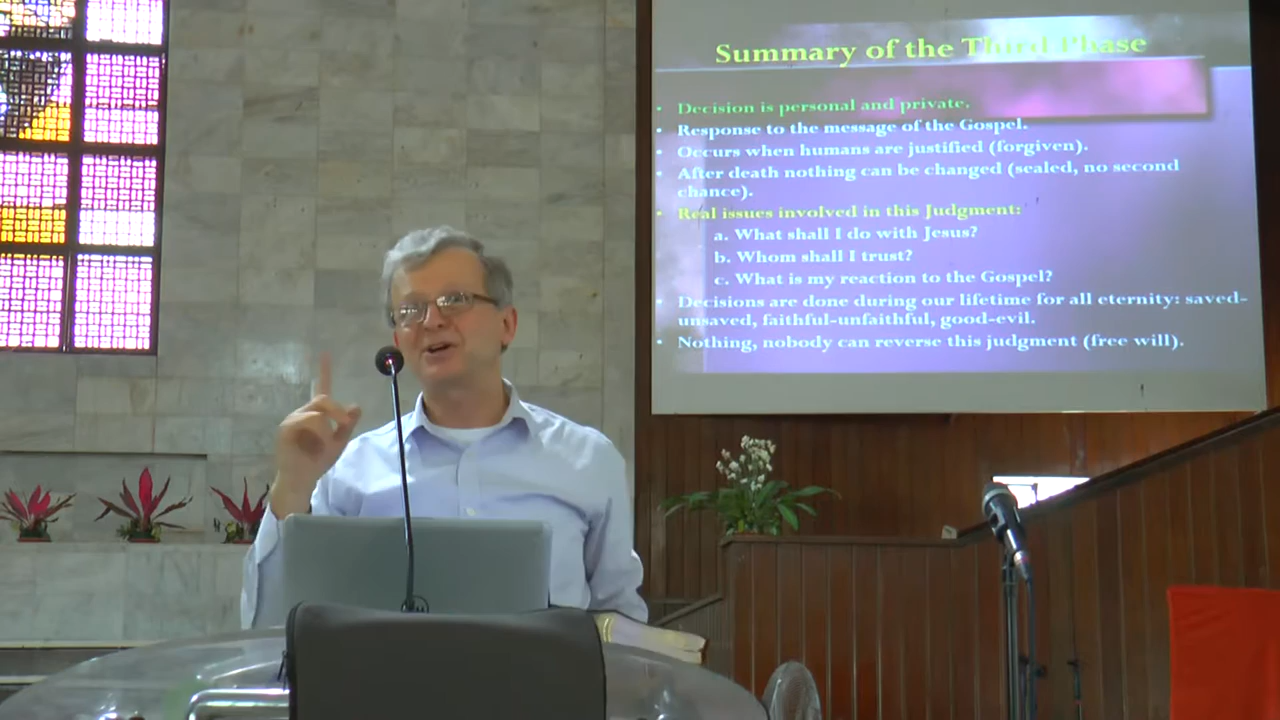 Summary of the Third Phase
• Decision is personal and private.
• Response to the message of the Gospel.
• Occurs when humans are justified (forgiven).
• After death nothing can be changed (sealed, no second
chance).
• Real issues involved in this Judgment:
a. What shall I do with Jesus?
b. Whom shall I trust?
c. What is my reaction to the Gospel?
• Decisions are done during our lifetime for all eternity: saved-
unsaved, faithful-unfaithful, good-evil.
• Nothing, nobody can reverse this judgment (free will).